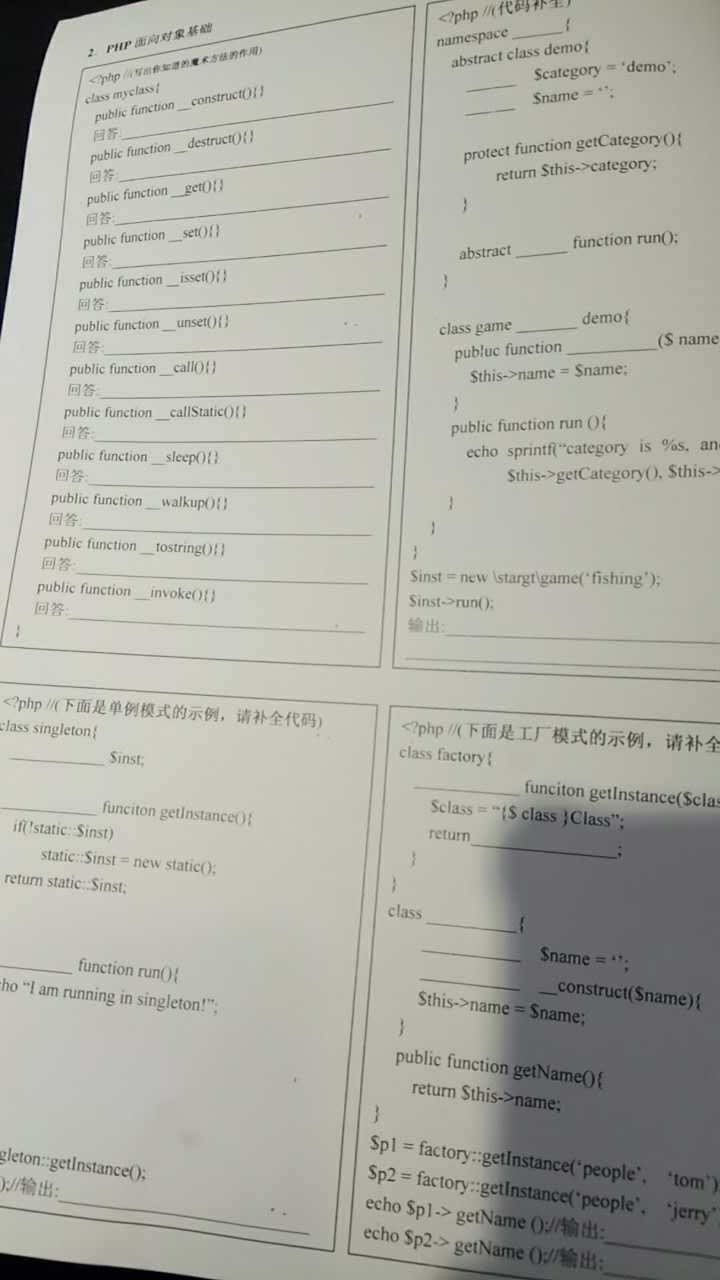 2. PHP 面向对象基础
<?php //(写出你知道的魔术方法的作用)
class myclass{
public function __construct(){}
回答:
public function __destruct(){}
回答:
public function __get(){}
回答:
public function __set(){}
回答:
public function __isset(){}
回答:
public function __unset(){}
回答:
public function __call(){}
回答:
public function __callStatic(){}
回答:
public function __sleep(){}
回答:
public function __walkup(){}
回答:
public function __tostring(){}
回答:
public function __invoke(){}
回答:
}
<?php //(代码补全)
namespace ______{
abstract class demo{
______ $category = ‘demo’;
______ $name = ‘’;
protect function getCategory(){
return $this->category;
}
abstract ______ function run();
}
class game ______ demo{
publuc function ______($ name
$this->name = $name;
}
public function run (){
echo sprintf(“category is %s, an
$this->getCategory(), $this->
}
}
}
$inst = new \stargt\game(‘fishing’);
$inst->run();
输出:
<?php //(下面是单例模式的示例，请补全代码)
class singleton{
______ $inst;
______ funciton getInstance(){
if(!static::$inst)
static::$inst = new static();
return static::$inst;
______ function run(){
ho “I am running in singleton!”;
gleton::getInstance();
);//输出:
<?php //(下面是工厂模式的示例，请补全
class factory{
______ funciton getInstance($clas
$class = “{$ class }Class”;
return______;
}
}
class ______{
______ $name = ‘’;
______ __construct($name){
$this->name = $name;
}
public function getName(){
return $this->name;
}
$p1 = factory::getInstance(‘people’, ‘tom’)
$p2 = factory::getInstance(‘people’, ‘jerry’
echo $p1-> getName ();//输出:
echo $p2-> getName ();//输出: